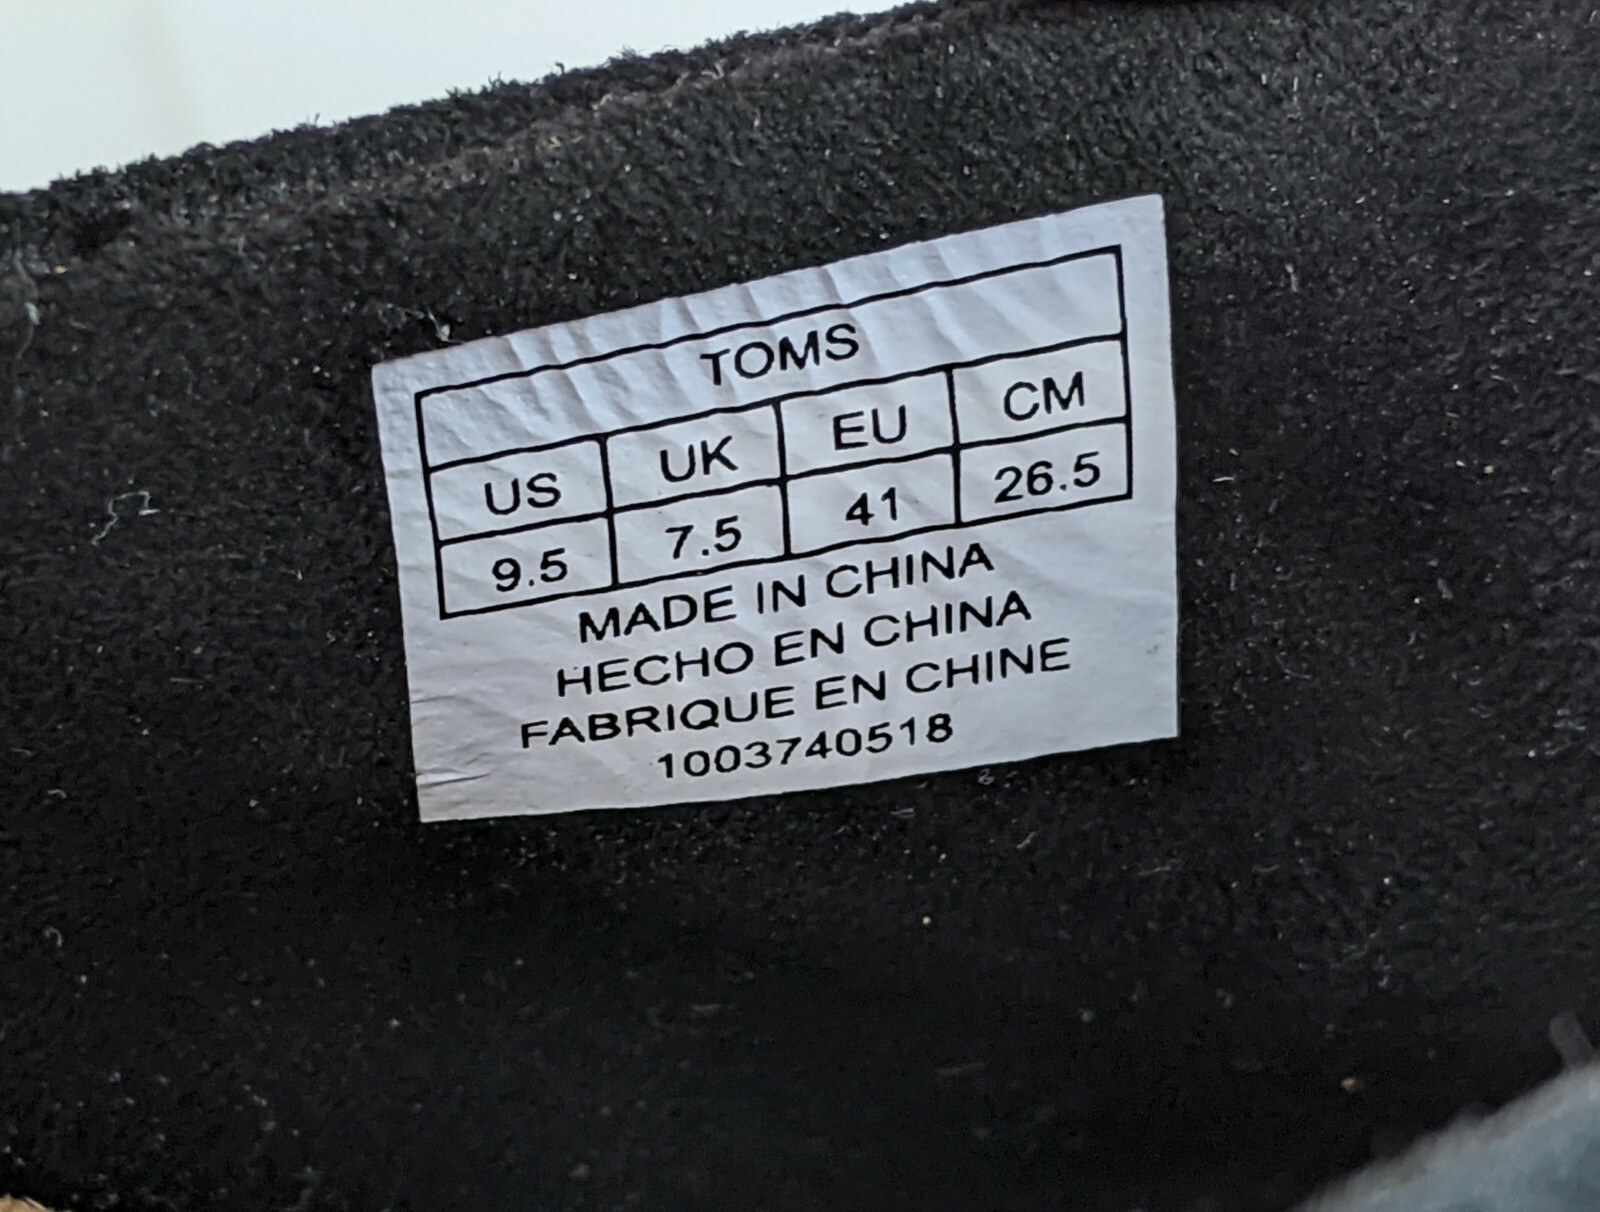 TOMS
US UK EU CM
9.5 7.5 41 26.5
MADE IN CHINA
HECHO EN CHINA
FABRIQUE EN CHINE
1003740518